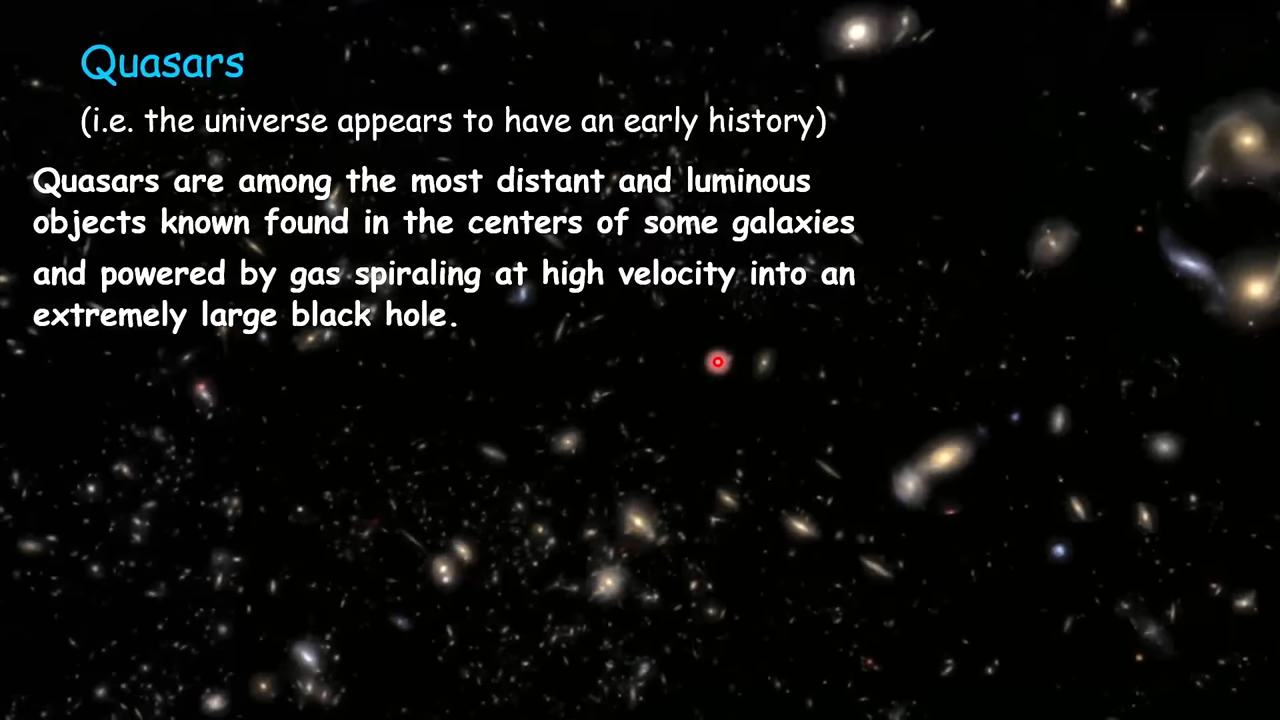 Quasars
(i.e. the universe appears to have an early history)
Quasars are among the most distant and luminous
objects known found in the centers of some galaxies
and powered by gas spiraling at high velocity into an
extremely large black hole.